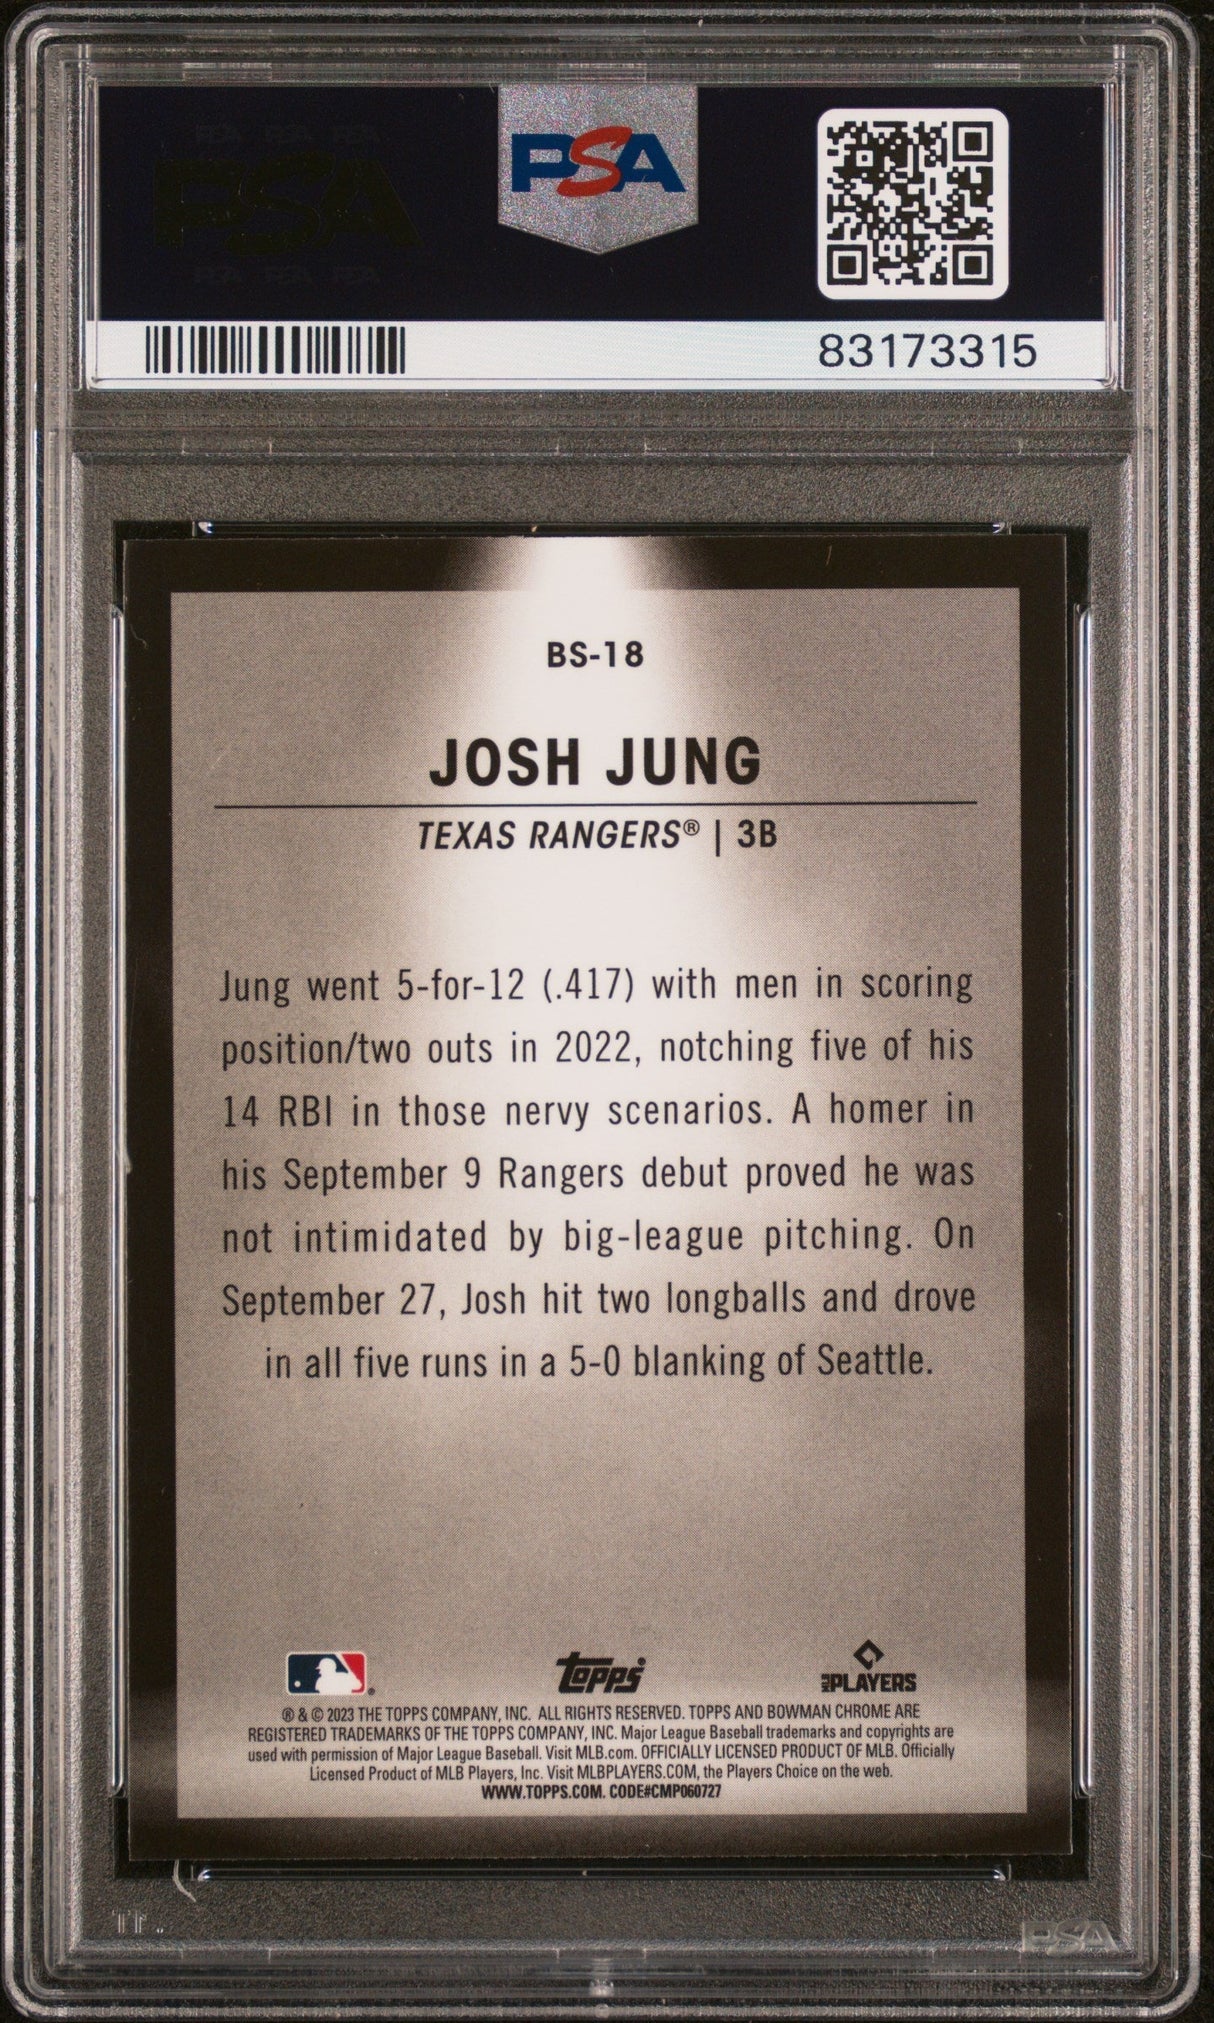 PSA
PSA
83173315
BS-18
JOSH JUNG
TEXAS RANGERS® | 3B
Jung went 5-for-12 (.417) with men in scoring
position/two outs in 2022, notching five of his
14 RBI in those nervy scenarios. A homer in
his September 9 Rangers debut proved he was
not intimidated by big-league pitching. On
September 27, Josh hit two longballs and drove
in all five runs in a 5-0 blanking of Seattle.
Topps
PLAYERS
® & © 2023 THE TOPPS COMPANY, INC. ALL RIGHTS RESERVED. TOPPS AND BOWMAN CHROME ARE
REGISTERED TRADEMARKS OF THE TOPPS COMPANY, INC. Major League Baseball trademarks and copyrights are
used with permission of Major League Baseball. Visit MLB.com. OFFICIALLY LICENSED PRODUCT OF MLB. Officially
Licensed Product of MLB Players, Inc. Visit MLBPLAYERS.COM, the Players Choice on the web.
WWW.TOPPS.COM. CODE#CMP060727
PSA